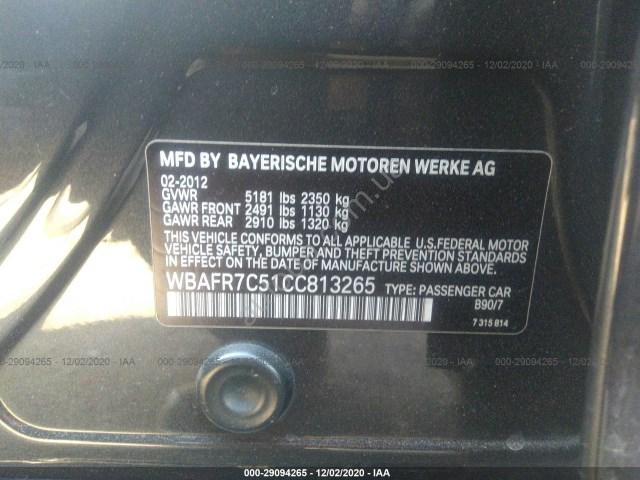 MFD BY BAYERISCHE MOTOREN WERKE AG
02-2012
GVWR 5181 lbs 2350 kg
GAWR FRONT 2491 lbs 1130 kg
GAWR REAR 2910 lbs 1320 kg
THIS VEHICLE CONFORMS TO ALL APPLICABLE U.S. FEDERAL MOTOR
VEHICLE SAFETY, BUMPER AND THEFT PREVENTION STANDARDS
IN EFFECT ON THE DATE OF MANUFACTURE SHOWN ABOVE.
WBAFR7C51CC813265 TYPE: PASSENGER CAR
B90/7
7 315 814
000-29094265 - 12/02/2020 - IAA